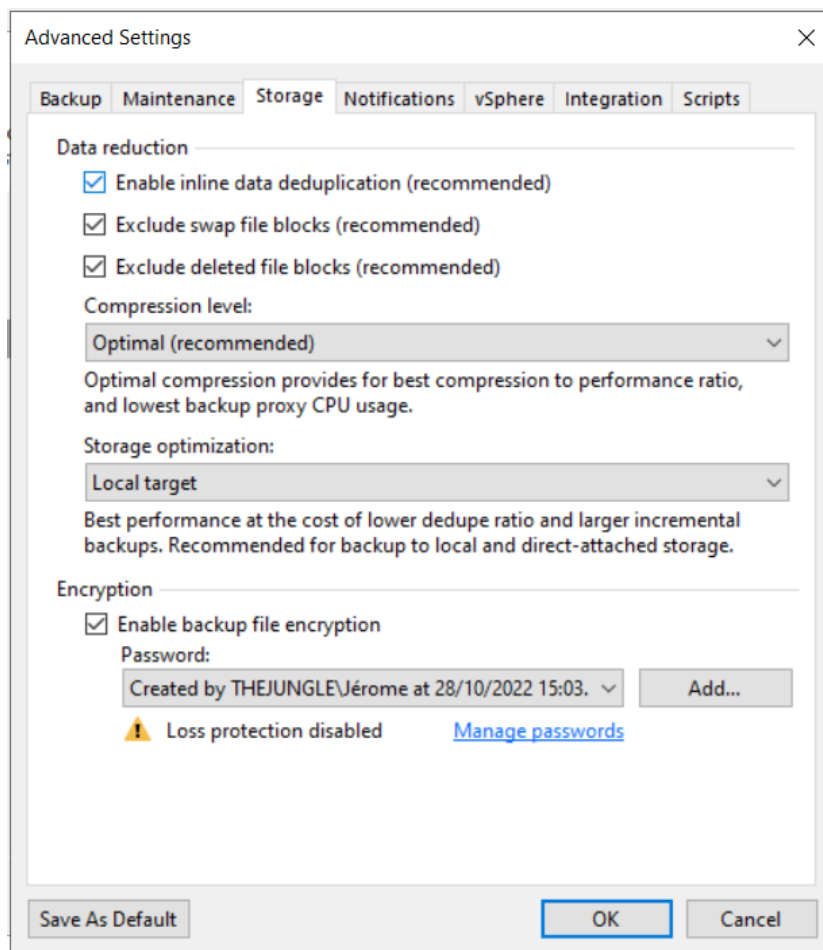 Advanced Settings
Backup Maintenance Storage Notifications vSphere Integration Scripts
Data reduction
Enable inline data deduplication (recommended)
Exclude swap file blocks (recommended)
Exclude deleted file blocks (recommended)
Compression level:
Optimal (recommended)
Optimal compression provides for best compression to performance ratio,
and lowest backup proxy CPU usage.
Storage optimization:
Local target
Best performance at the cost of lower dedupe ratio and larger incremental
backups. Recommended for backup to local and direct-attached storage.
Encryption
Enable backup file encryption
Password:
Created by THEJUNGLE\Jérome at 28/10/2022 15:03. Add...
Loss protection disabled Manage passwords
Save As Default OK Cancel